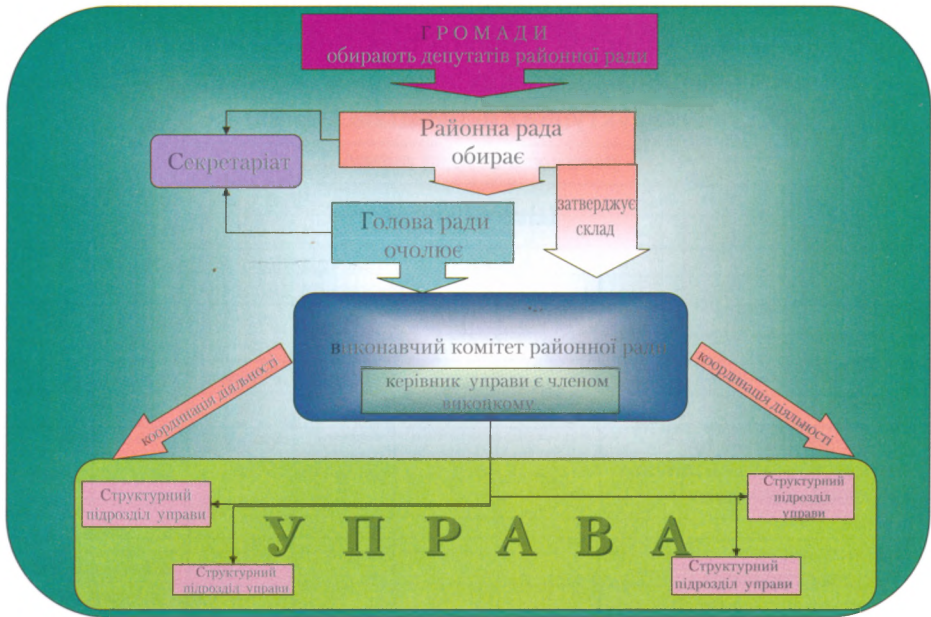 ГРОМАДИ
обирають депутатів районної ради
Районна рада
обирає
Секретаріат
затверджує
склад
Голова ради
очолює
виконавчий комітет районної ради
керівник управи є членом
виконкому
координація діяльності
координація діяльності
Структурний
підрозділ управи
Структурний
підрозділ
управи
УПРАВА
Структурний
підрозділ управи
Структурний
підрозділ управи